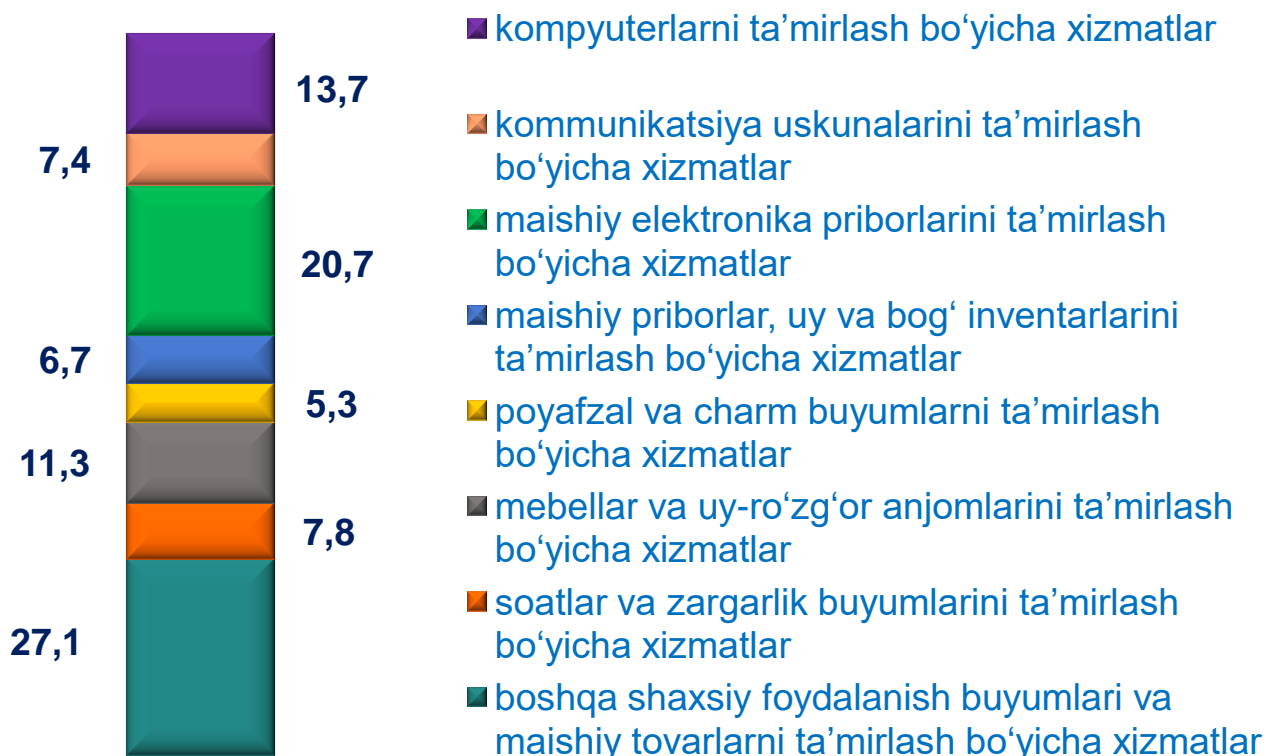 kompyuterlarni ta’mirlash bo‘yicha xizmatlar
13,7
kommunikatsiya uskunalarini ta’mirlash
bo‘yicha xizmatlar
7,4
maishiy elektronika priborlarini ta’mirlash
bo‘yicha xizmatlar
20,7
maishiy priborlar, uy va bog‘ inventarlarini
ta’mirlash bo‘yicha xizmatlar
6,7
poyafzal va charm buyumlarni ta’mirlash
bo‘yicha xizmatlar
5,3
mebellar va uy-ro‘zg‘or anjomlarini ta’mirlash
bo‘yicha xizmatlar
11,3
soatlar va zargarlik buyumlarini ta’mirlash
bo‘yicha xizmatlar
7,8
boshqa shaxsiy foydalanish buyumlari va
maishiy tovarlarni ta’mirlash bo‘yicha xizmatlar
27,1